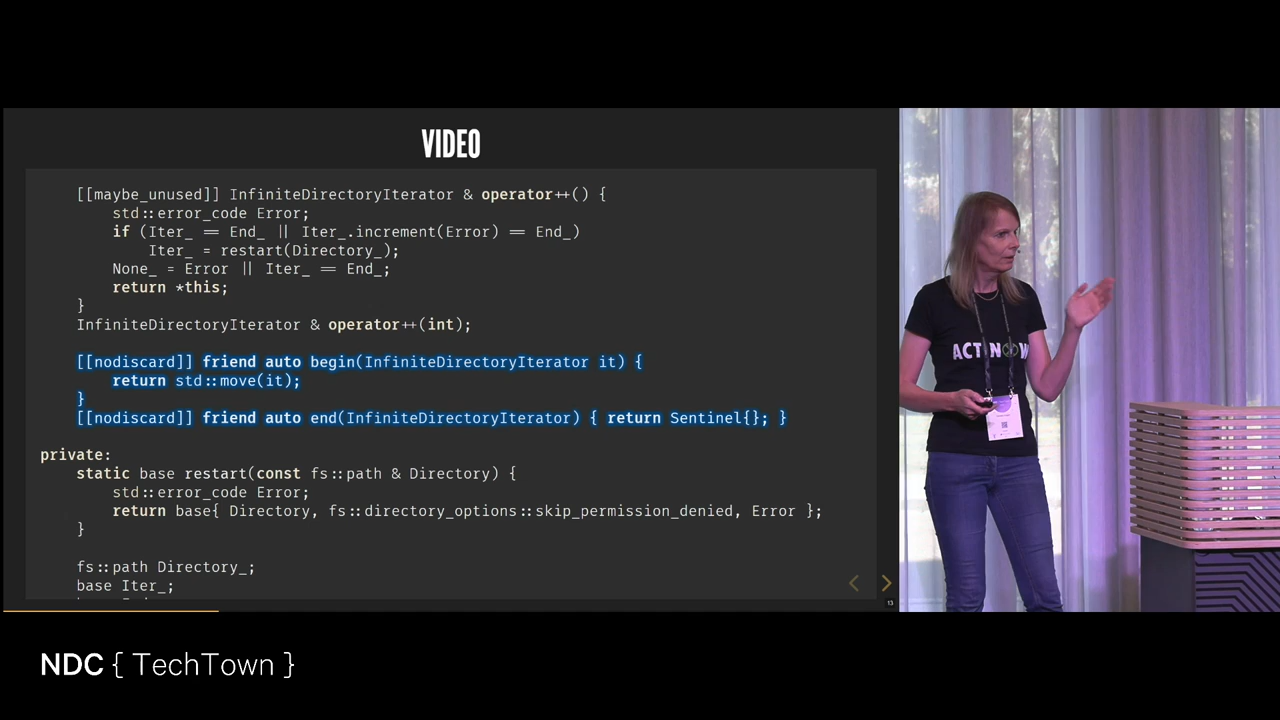 VIDEO
[[maybe_unused]] InfiniteDirectoryIterator & operator++() {
std::error_code Error;
if (Iter_ == End_ || Iter_.increment(Error) == End_)
Iter_ = restart(Directory_);
None_ = Error || Iter_ == End_;
return *this;
}
InfiniteDirectoryIterator & operator++(int);
[[nodiscard]] friend auto begin(InfiniteDirectoryIterator it) {
return std::move(it);
}
[[nodiscard]] friend auto end(InfiniteDirectoryIterator) { return Sentinel{}; }
private:
static base restart(const fs::path & Directory) {
std::error_code Error;
return base{ Directory, fs::directory_options::skip_permission_denied, Error };
}
fs::path Directory_;
base Iter_;
13
NDC { TechTown }